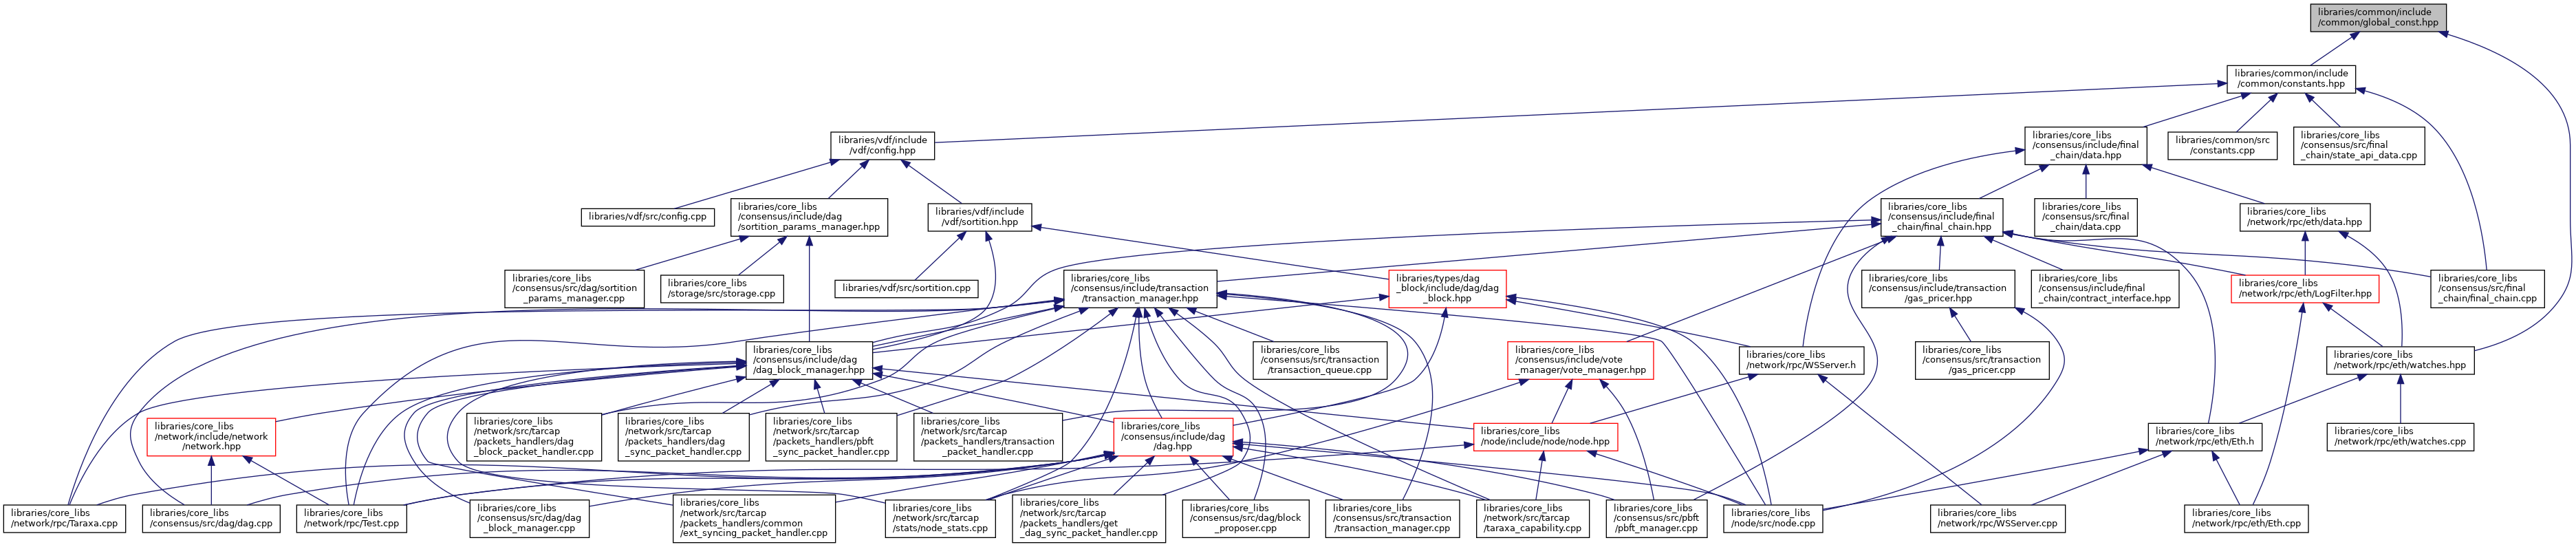 libraries/common/include
/common/global_const.hpp
libraries/common/include
/common/constants.hpp
libraries/vdf/include
/vdf/config.hpp
libraries/core_libs
/consensus/include/final
_chain/data.hpp
libraries/common/src
/constants.cpp
libraries/core_libs
/consensus/src/final
_chain/state_api_data.cpp
libraries/vdf/src/config.cpp
libraries/core_libs
/consensus/include/dag
/sortition_params_manager.hpp
libraries/vdf/include
/vdf/sortition.hpp
libraries/core_libs
/consensus/include/final
_chain/final_chain.hpp
libraries/core_libs
/consensus/src/final
_chain/data.cpp
libraries/core_libs
/network/rpc/eth/data.hpp
libraries/core_libs
/consensus/src/dag/sortition
_params_manager.cpp
libraries/core_libs
/storage/src/storage.cpp
libraries/vdf/src/sortition.cpp
libraries/core_libs
/consensus/include/transaction
/transaction_manager.hpp
libraries/types/dag
_block/include/dag/dag
_block.hpp
libraries/core_libs
/consensus/include/transaction
/gas_pricer.hpp
libraries/core_libs
/consensus/include/final
_chain/contract_interface.hpp
libraries/core_libs
/network/rpc/eth/LogFilter.hpp
libraries/core_libs
/consensus/src/final
_chain/final_chain.cpp
libraries/core_libs
/consensus/include/dag
/dag_block_manager.hpp
libraries/core_libs
/consensus/src/transaction
/transaction_queue.cpp
libraries/core_libs
/consensus/include/vote
_manager/vote_manager.hpp
libraries/core_libs
/network/rpc/WSServer.h
libraries/core_libs
/consensus/src/transaction
/gas_pricer.cpp
libraries/core_libs
/network/rpc/eth/watches.hpp
libraries/core_libs
/network/include/network
/network.hpp
libraries/core_libs
/network/src/tarcap
/packets_handlers/dag
_block_packet_handler.cpp
libraries/core_libs
/network/src/tarcap
/packets_handlers/dag
_sync_packet_handler.cpp
libraries/core_libs
/network/src/tarcap
/packets_handlers/pbft
_sync_packet_handler.cpp
libraries/core_libs
/network/src/tarcap
/packets_handlers/transaction
_packet_handler.cpp
libraries/core_libs
/consensus/include/dag
/dag.hpp
libraries/core_libs
/node/include/node/node.hpp
libraries/core_libs
/network/rpc/eth/Eth.h
libraries/core_libs
/network/rpc/eth/watches.cpp
libraries/core_libs
/network/rpc/Taraxa.cpp
libraries/core_libs
/consensus/src/dag/dag.cpp
libraries/core_libs
/network/rpc/Test.cpp
libraries/core_libs
/consensus/src/dag/dag
_block_manager.cpp
libraries/core_libs
/network/src/tarcap
/packets_handlers/common
/ext_syncing_packet_handler.cpp
libraries/core_libs
/network/src/tarcap
/stats/node_stats.cpp
libraries/core_libs
/network/src/tarcap
/packets_handlers/get
_dag_sync_packet_handler.cpp
libraries/core_libs
/consensus/src/dag/block
_proposer.cpp
libraries/core_libs
/consensus/src/transaction
/transaction_manager.cpp
libraries/core_libs
/network/src/tarcap
/taraxa_capability.cpp
libraries/core_libs
/consensus/src/pbft
/pbft_manager.cpp
libraries/core_libs
/node/src/node.cpp
libraries/core_libs
/network/rpc/WSServer.cpp
libraries/core_libs
/network/rpc/eth/Eth.cpp